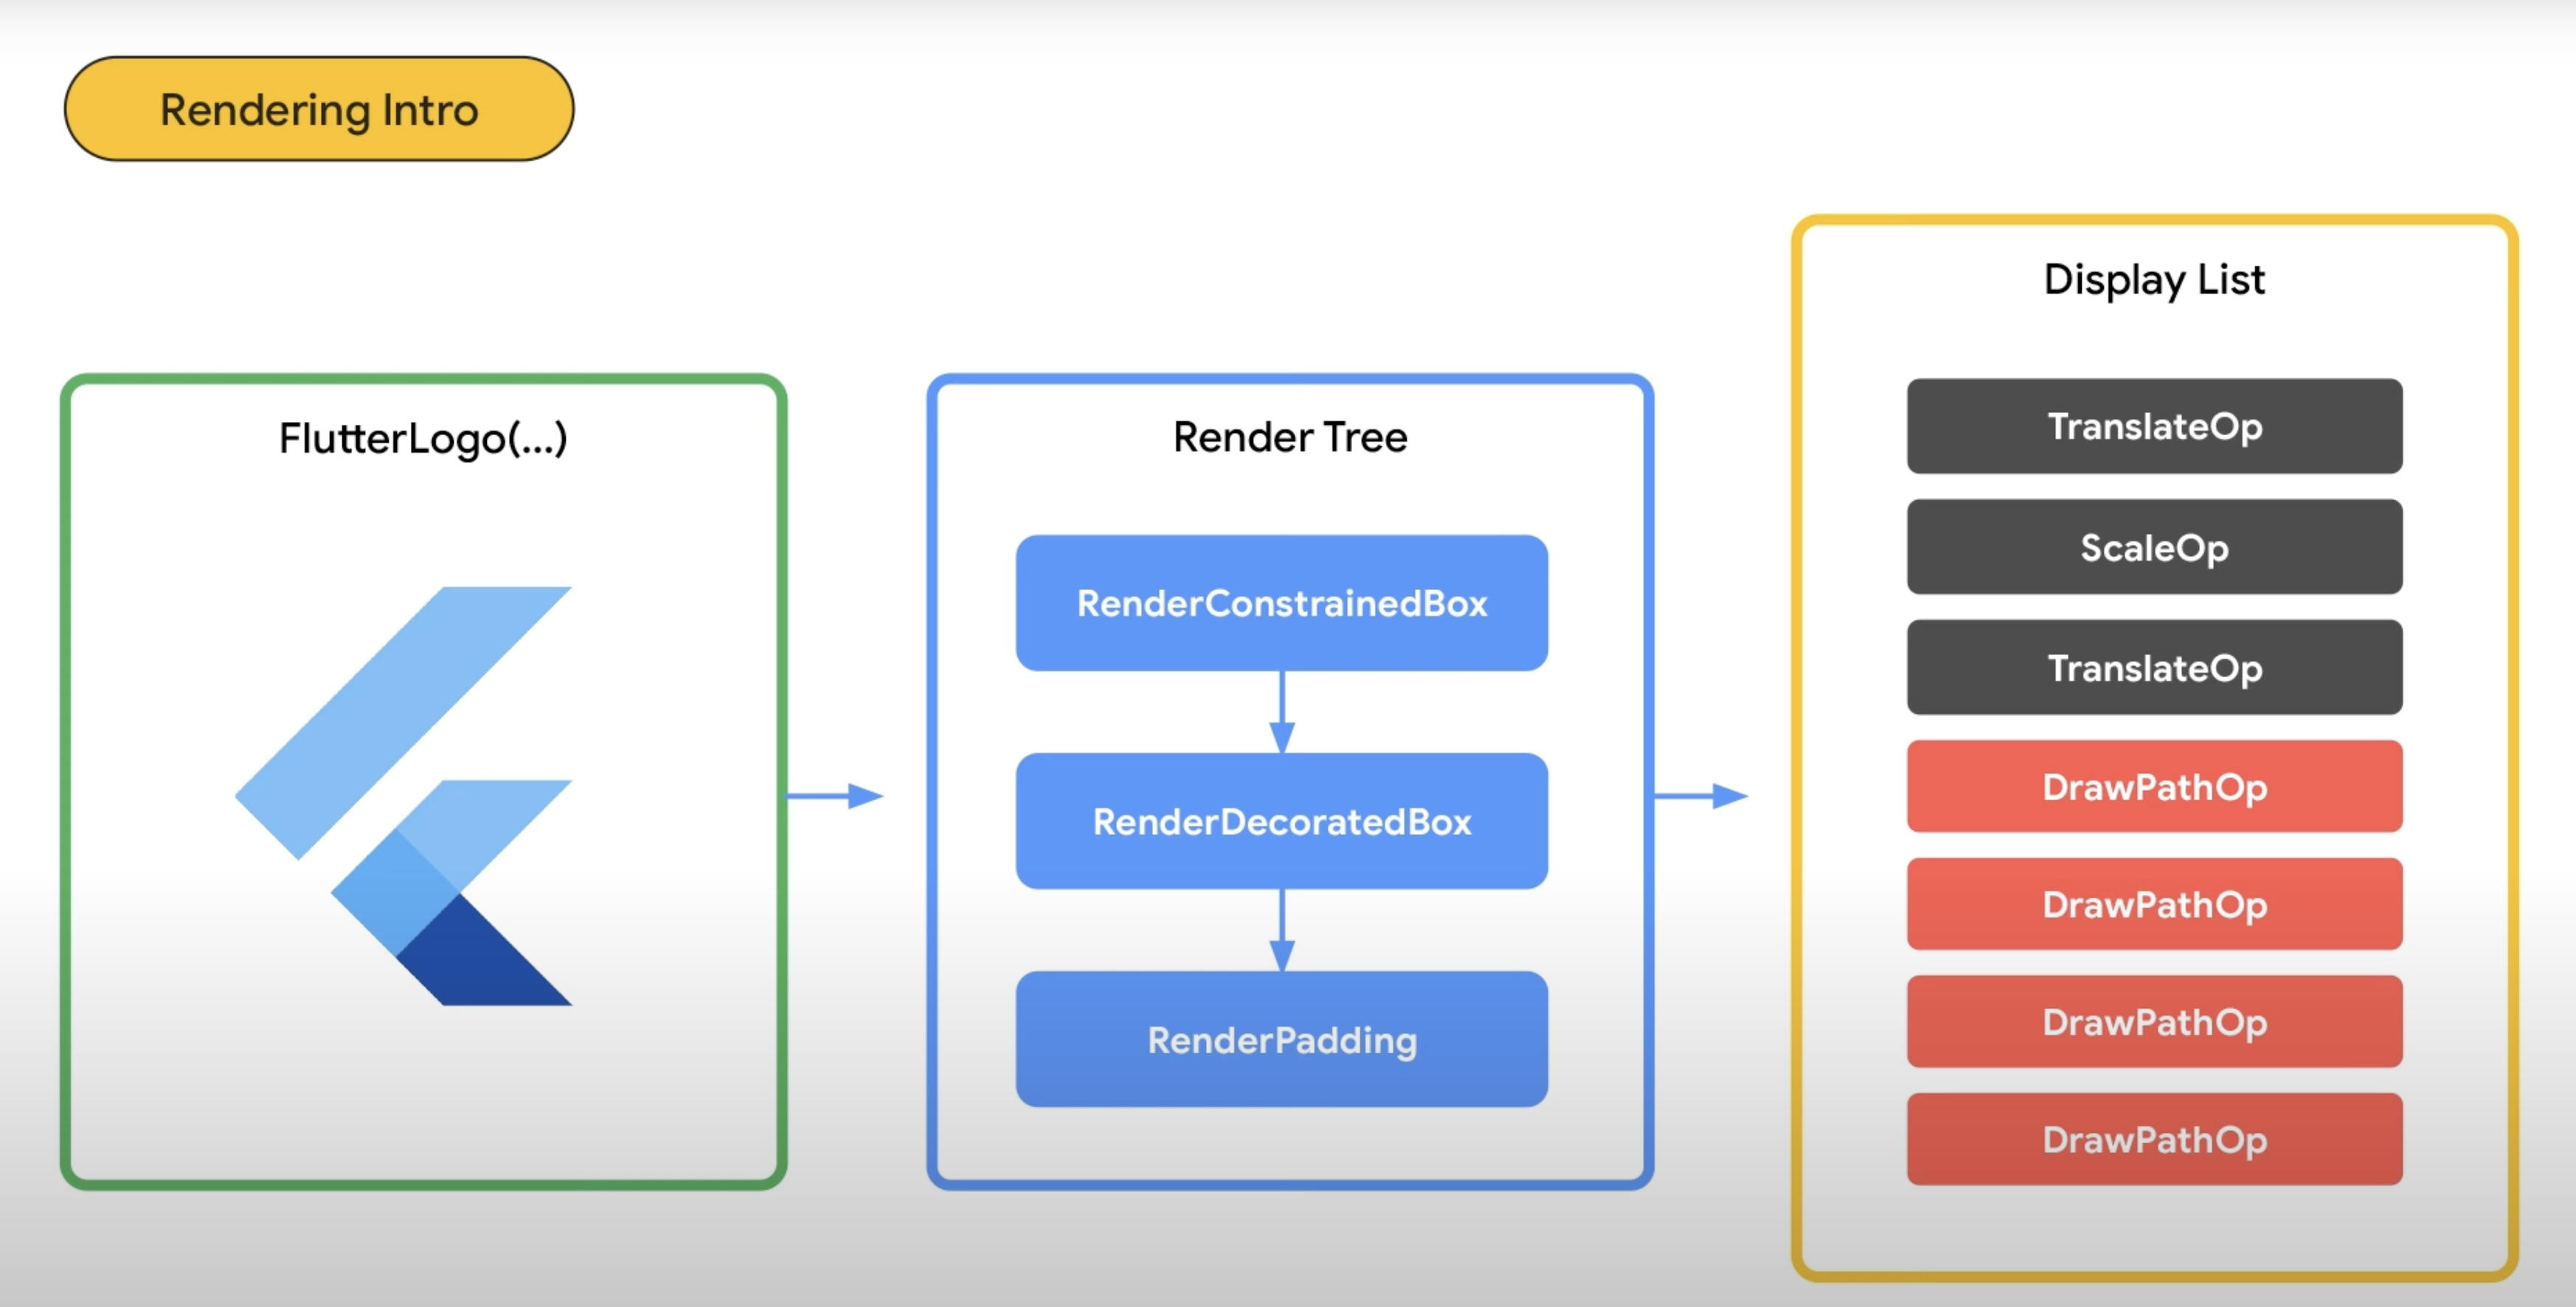 Rendering Intro
FlutterLogo(...)
Render Tree
RenderConstrainedBox
RenderDecoratedBox
RenderPadding
Display List
TranslateOp
ScaleOp
TranslateOp
DrawPathOp
DrawPathOp
DrawPathOp
DrawPathOp